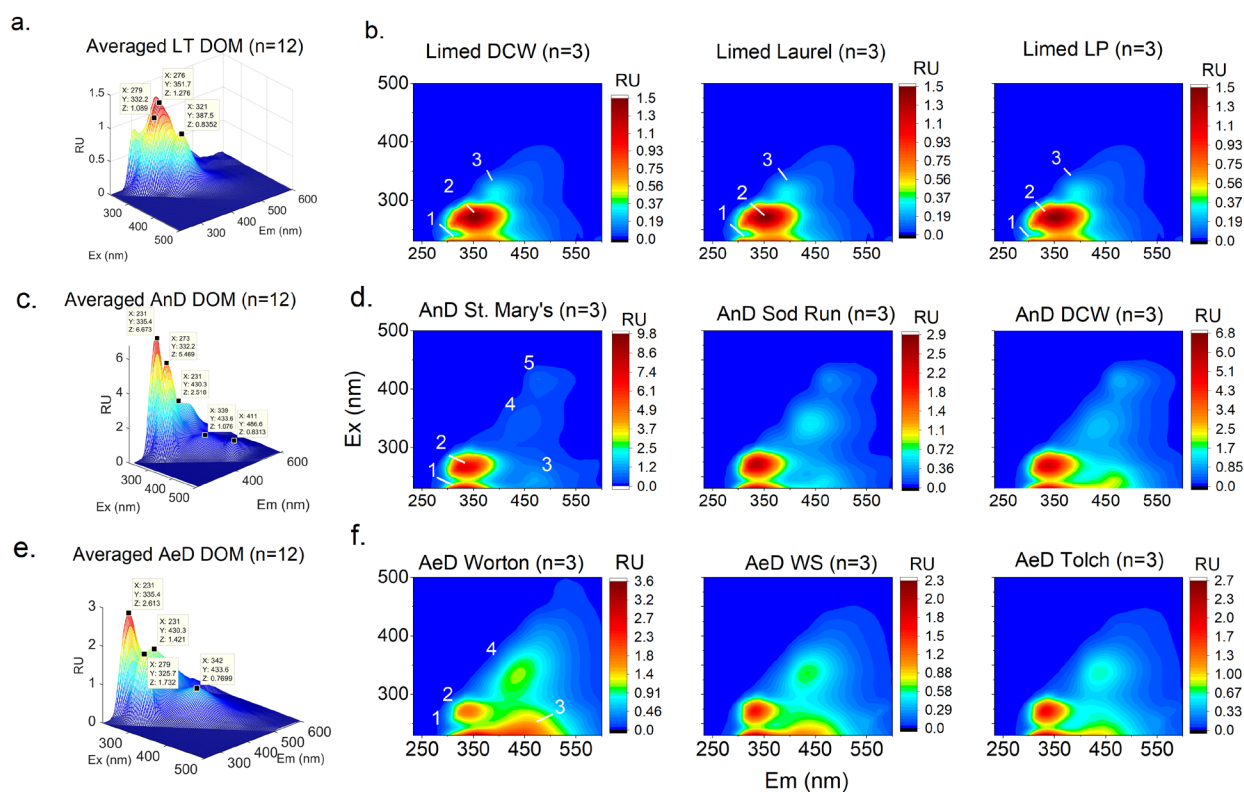 a.
Averaged LT DOM (n=12)
X: 276
Y: 351.7
Z: 1.276
X: 279
Y: 332.2
Z: 1.089
X: 321
Y: 387.5
Z: 0.8352
1.5
1
0.5
0
RU
300
400
500
Ex (nm)
300
400
500
600
Em (nm)
b.
Limed DCW (n=3)
RU
500
400
300
250 350 450 550
1
2
3
1.5
1.3
1.1
0.93
0.75
0.56
0.37
0.19
0.0
Limed Laurel (n=3)
RU
250 350 450 550
1
2
3
1.5
1.3
1.1
0.93
0.75
0.56
0.37
0.19
0.0
Limed LP (n=3)
RU
250 350 450 550
1
2
3
1.5
1.3
1.1
0.93
0.75
0.56
0.37
0.19
0.0
c.
Averaged AnD DOM (n=12)
X: 231
Y: 335.4
Z: 6.673
X: 273
Y: 332.2
Z: 5.469
X: 231
Y: 430.3
Z: 2.518
X: 339
Y: 433.6
Z: 1.076
X: 411
Y: 486.6
Z: 0.8313
6
4
2
0
RU
300
400
500
Ex (nm)
400
600
Em (nm)
d.
AnD St. Mary's (n=3)
RU
500
400
300
Ex (nm)
250 350 450 550
1
2
3
4
5
9.8
8.6
7.4
6.1
4.9
3.7
2.5
1.2
0.0
AnD Sod Run (n=3)
RU
250 350 450 550
2.9
2.5
2.2
1.8
1.4
1.1
0.72
0.36
0.0
AnD DCW (n=3)
RU
250 350 450 550
6.8
5.9
5.1
4.2
3.4
2.5
1.7
0.85
0.0
e.
Averaged AeD DOM (n=12)
X: 231
Y: 335.4
Z: 2.613
X: 231
Y: 430.3
Z: 1.421
X: 279
Y: 325.7
Z: 1.732
X: 342
Y: 433.6
Z: 0.7699
3
2
1
0
RU
300
400
500
Ex (nm)
300
400
500
600
Em (nm)
f.
AeD Worton (n=3)
RU
500
400
300
250 350 450 550
1
2
3
4
3.6
3.2
2.7
2.3
1.8
1.4
0.91
0.46
0.0
AeD WS (n=3)
RU
250 350 450 550
2.3
2.0
1.7
1.5
1.2
0.88
0.58
0.29
0.0
AeD Tolch (n=3)
RU
250 350 450 550
2.7
2.3
2.0
1.7
1.3
1.00
0.67
0.33
0.0
Em (nm)